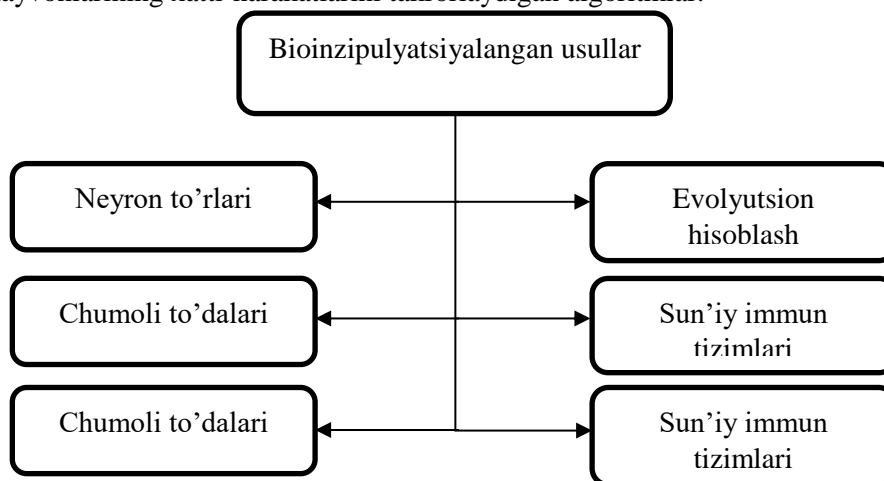 algoritmlar.
Bioinzipulyatsiyalangan usullar
Neyron to’rlari
Evolyutsion
hisoblash
Chumoli to’dalari
Sun’iy immun
tizimlari
Chumoli to’dalari
Sun’iy immun
tizimlari